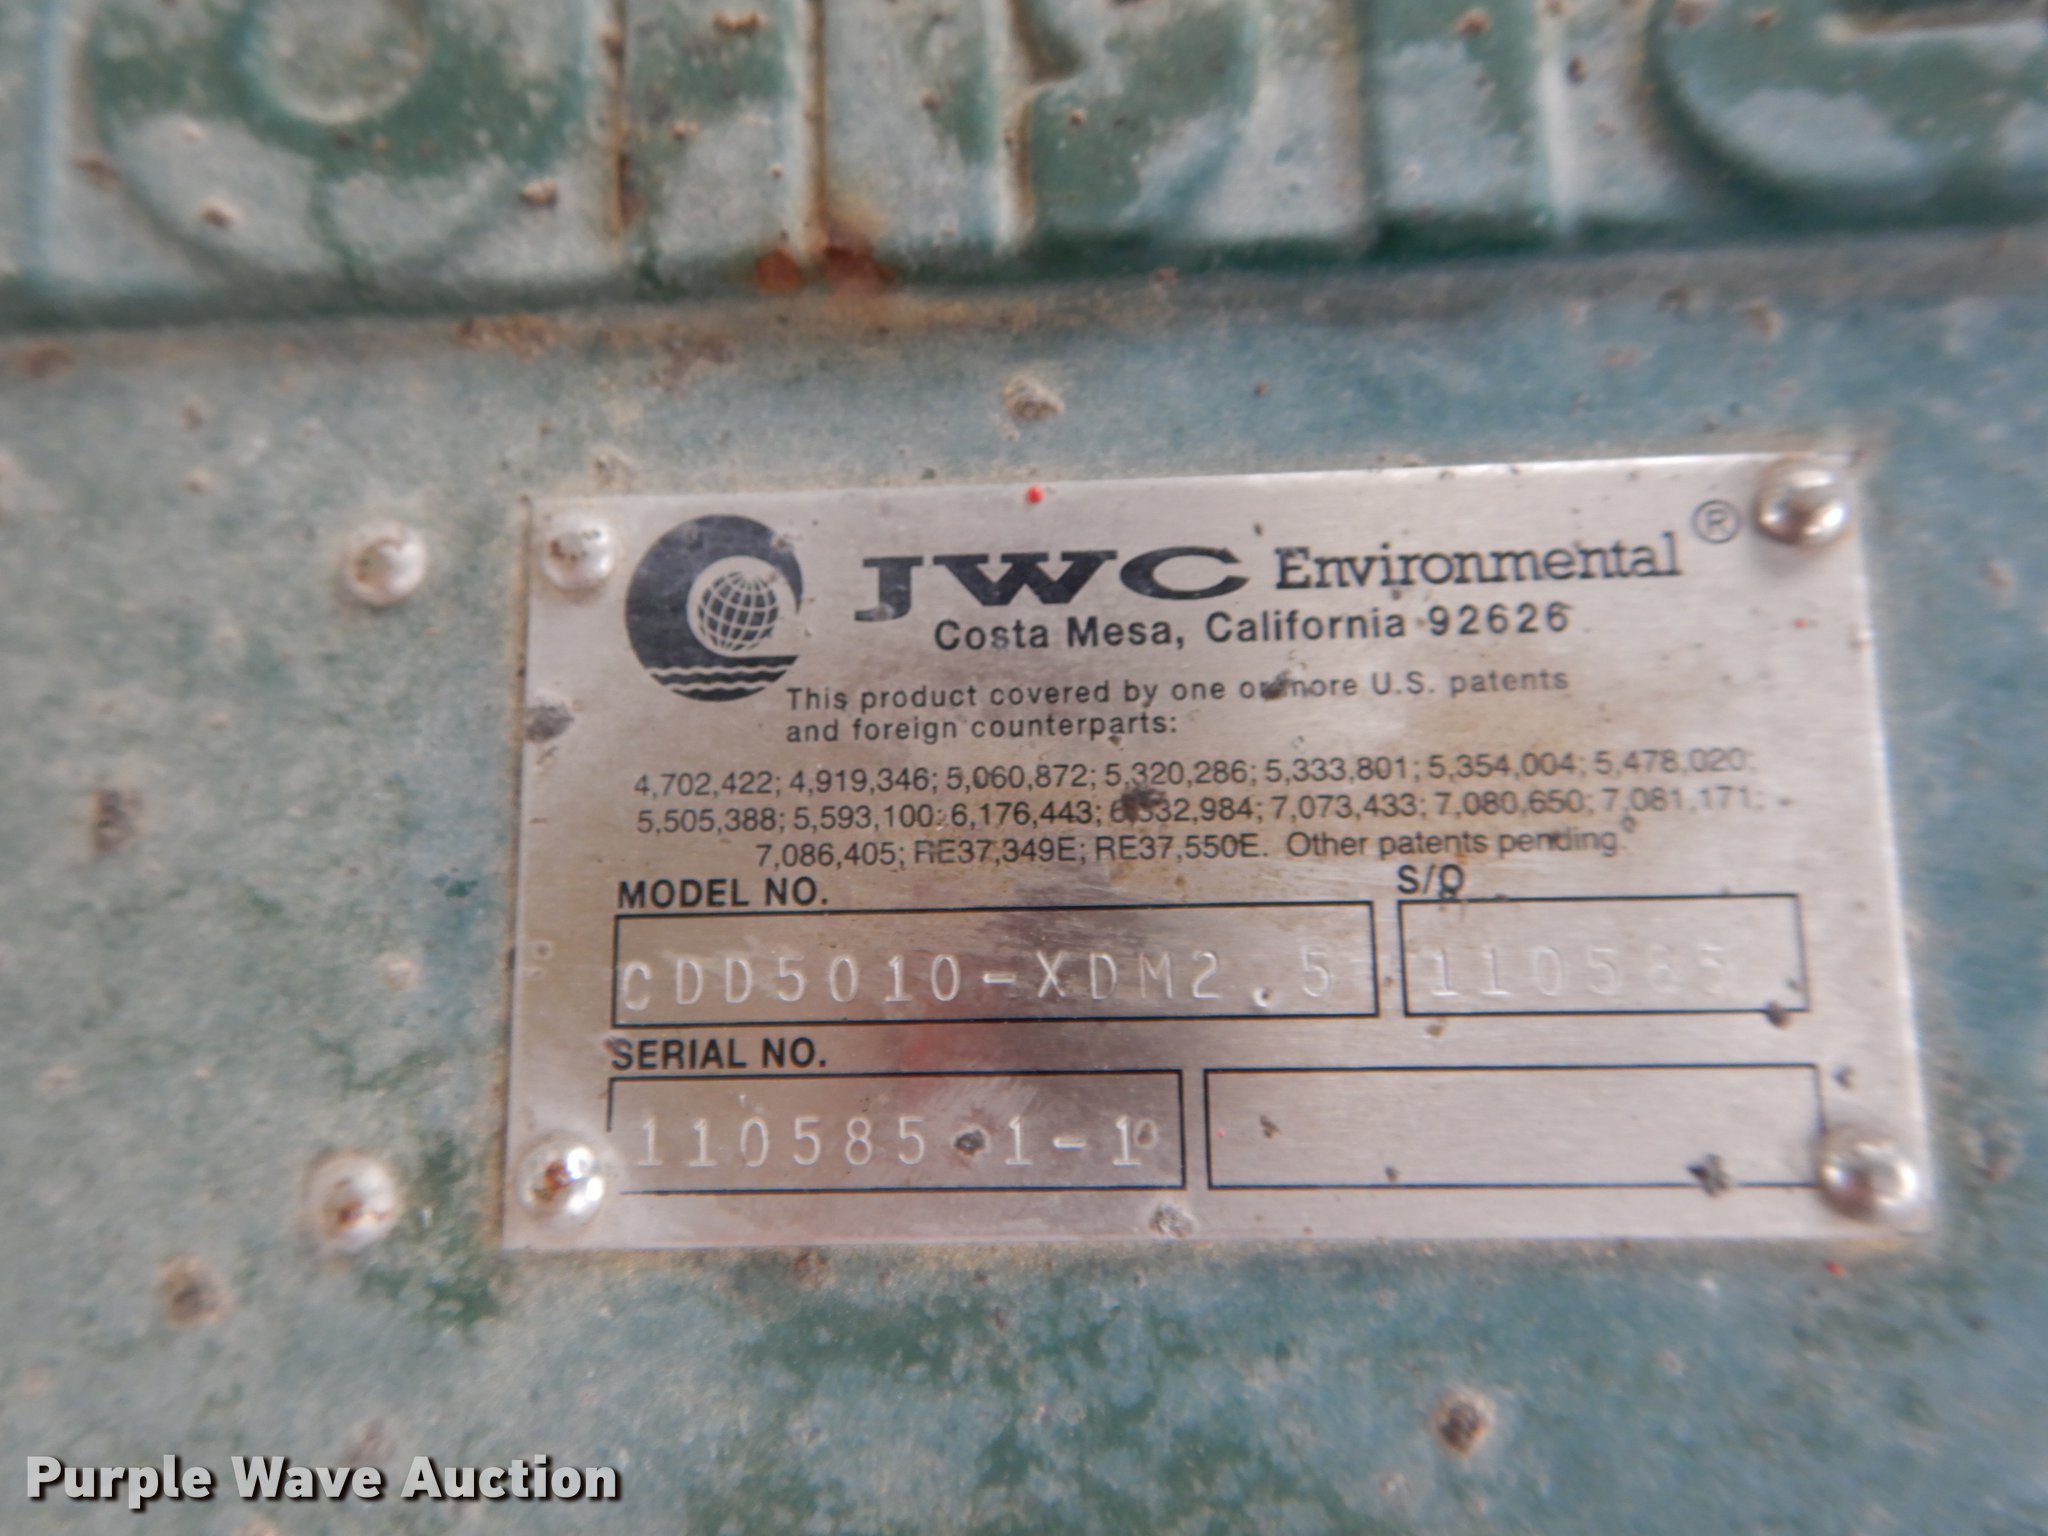 JWC Environmental ®
Costa Mesa, California 92626
This product covered by one or more U.S. patents
and foreign counterparts:
4,702,422; 4,919,346; 5,060,872; 5,320,286; 5,333,801; 5,354,004; 5,478,020;
5,505,388; 5,593,100; 6,176,443; 6,332,984; 7,073,433; 7,080,650; 7,081,171;
7,086,405; RE37,349E; RE37,550E. Other patents pending.
MODEL NO.
S/O
CDD5010-XDM2.5
110585
SERIAL NO.
110585-1-1
Purple Wave Auction